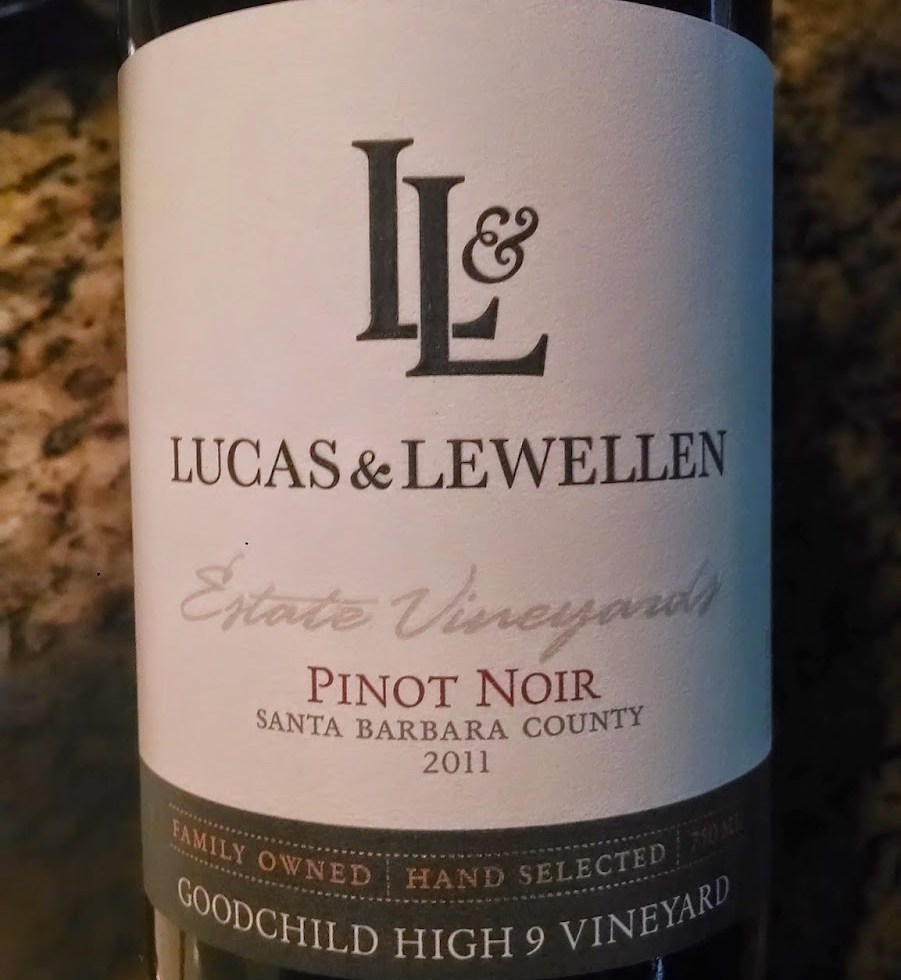 LL&
LUCAS & LEWELLEN
Estate Vineyards
PINOT NOIR
SANTA BARBARA COUNTY
2011
FAMILY OWNED | HAND SELECTED | 750 ML
GOODCHILD HIGH 9 VINEYARD